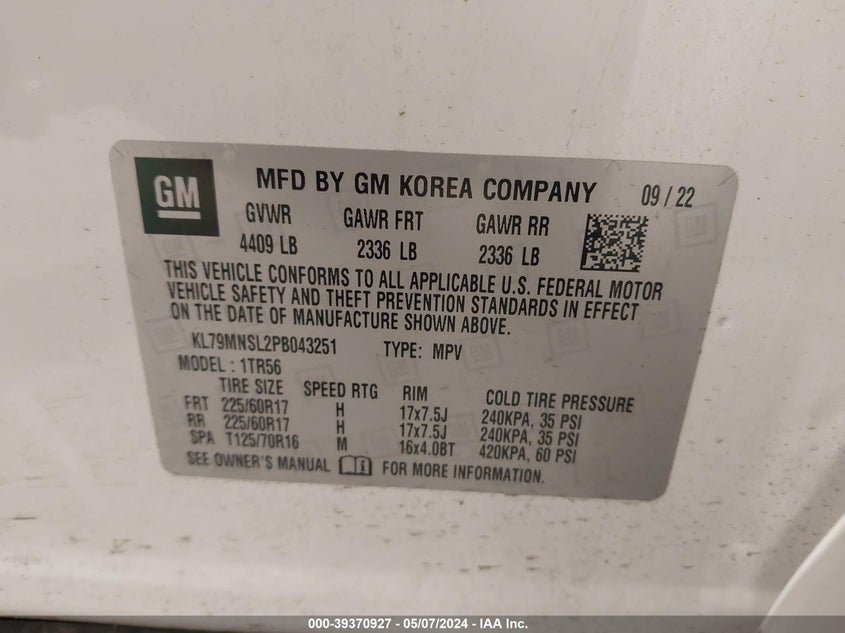 GM MFD BY GM KOREA COMPANY 09 / 22
GVWR GAWR FRT GAWR RR
4409 LB 2336 LB 2336 LB
THIS VEHICLE CONFORMS TO ALL APPLICABLE U.S. FEDERAL MOTOR
VEHICLE SAFETY AND THEFT PREVENTION STANDARDS IN EFFECT
ON THE DATE OF MANUFACTURE SHOWN ABOVE.
KL79MNSL2PB043251 TYPE: MPV
MODEL : 1TR56
TIRE SIZE SPEED RTG RIM COLD TIRE PRESSURE
FRT 225/60R17 H 17x7.5J 240KPA, 35 PSI
RR 225/60R17 H 17x7.5J 240KPA, 35 PSI
SPA T125/70R16 M 16x4.0BT 420KPA, 60 PSI
SEE OWNER'S MANUAL FOR MORE INFORMATION.
000-39370927 - 05/07/2024 - IAA Inc.